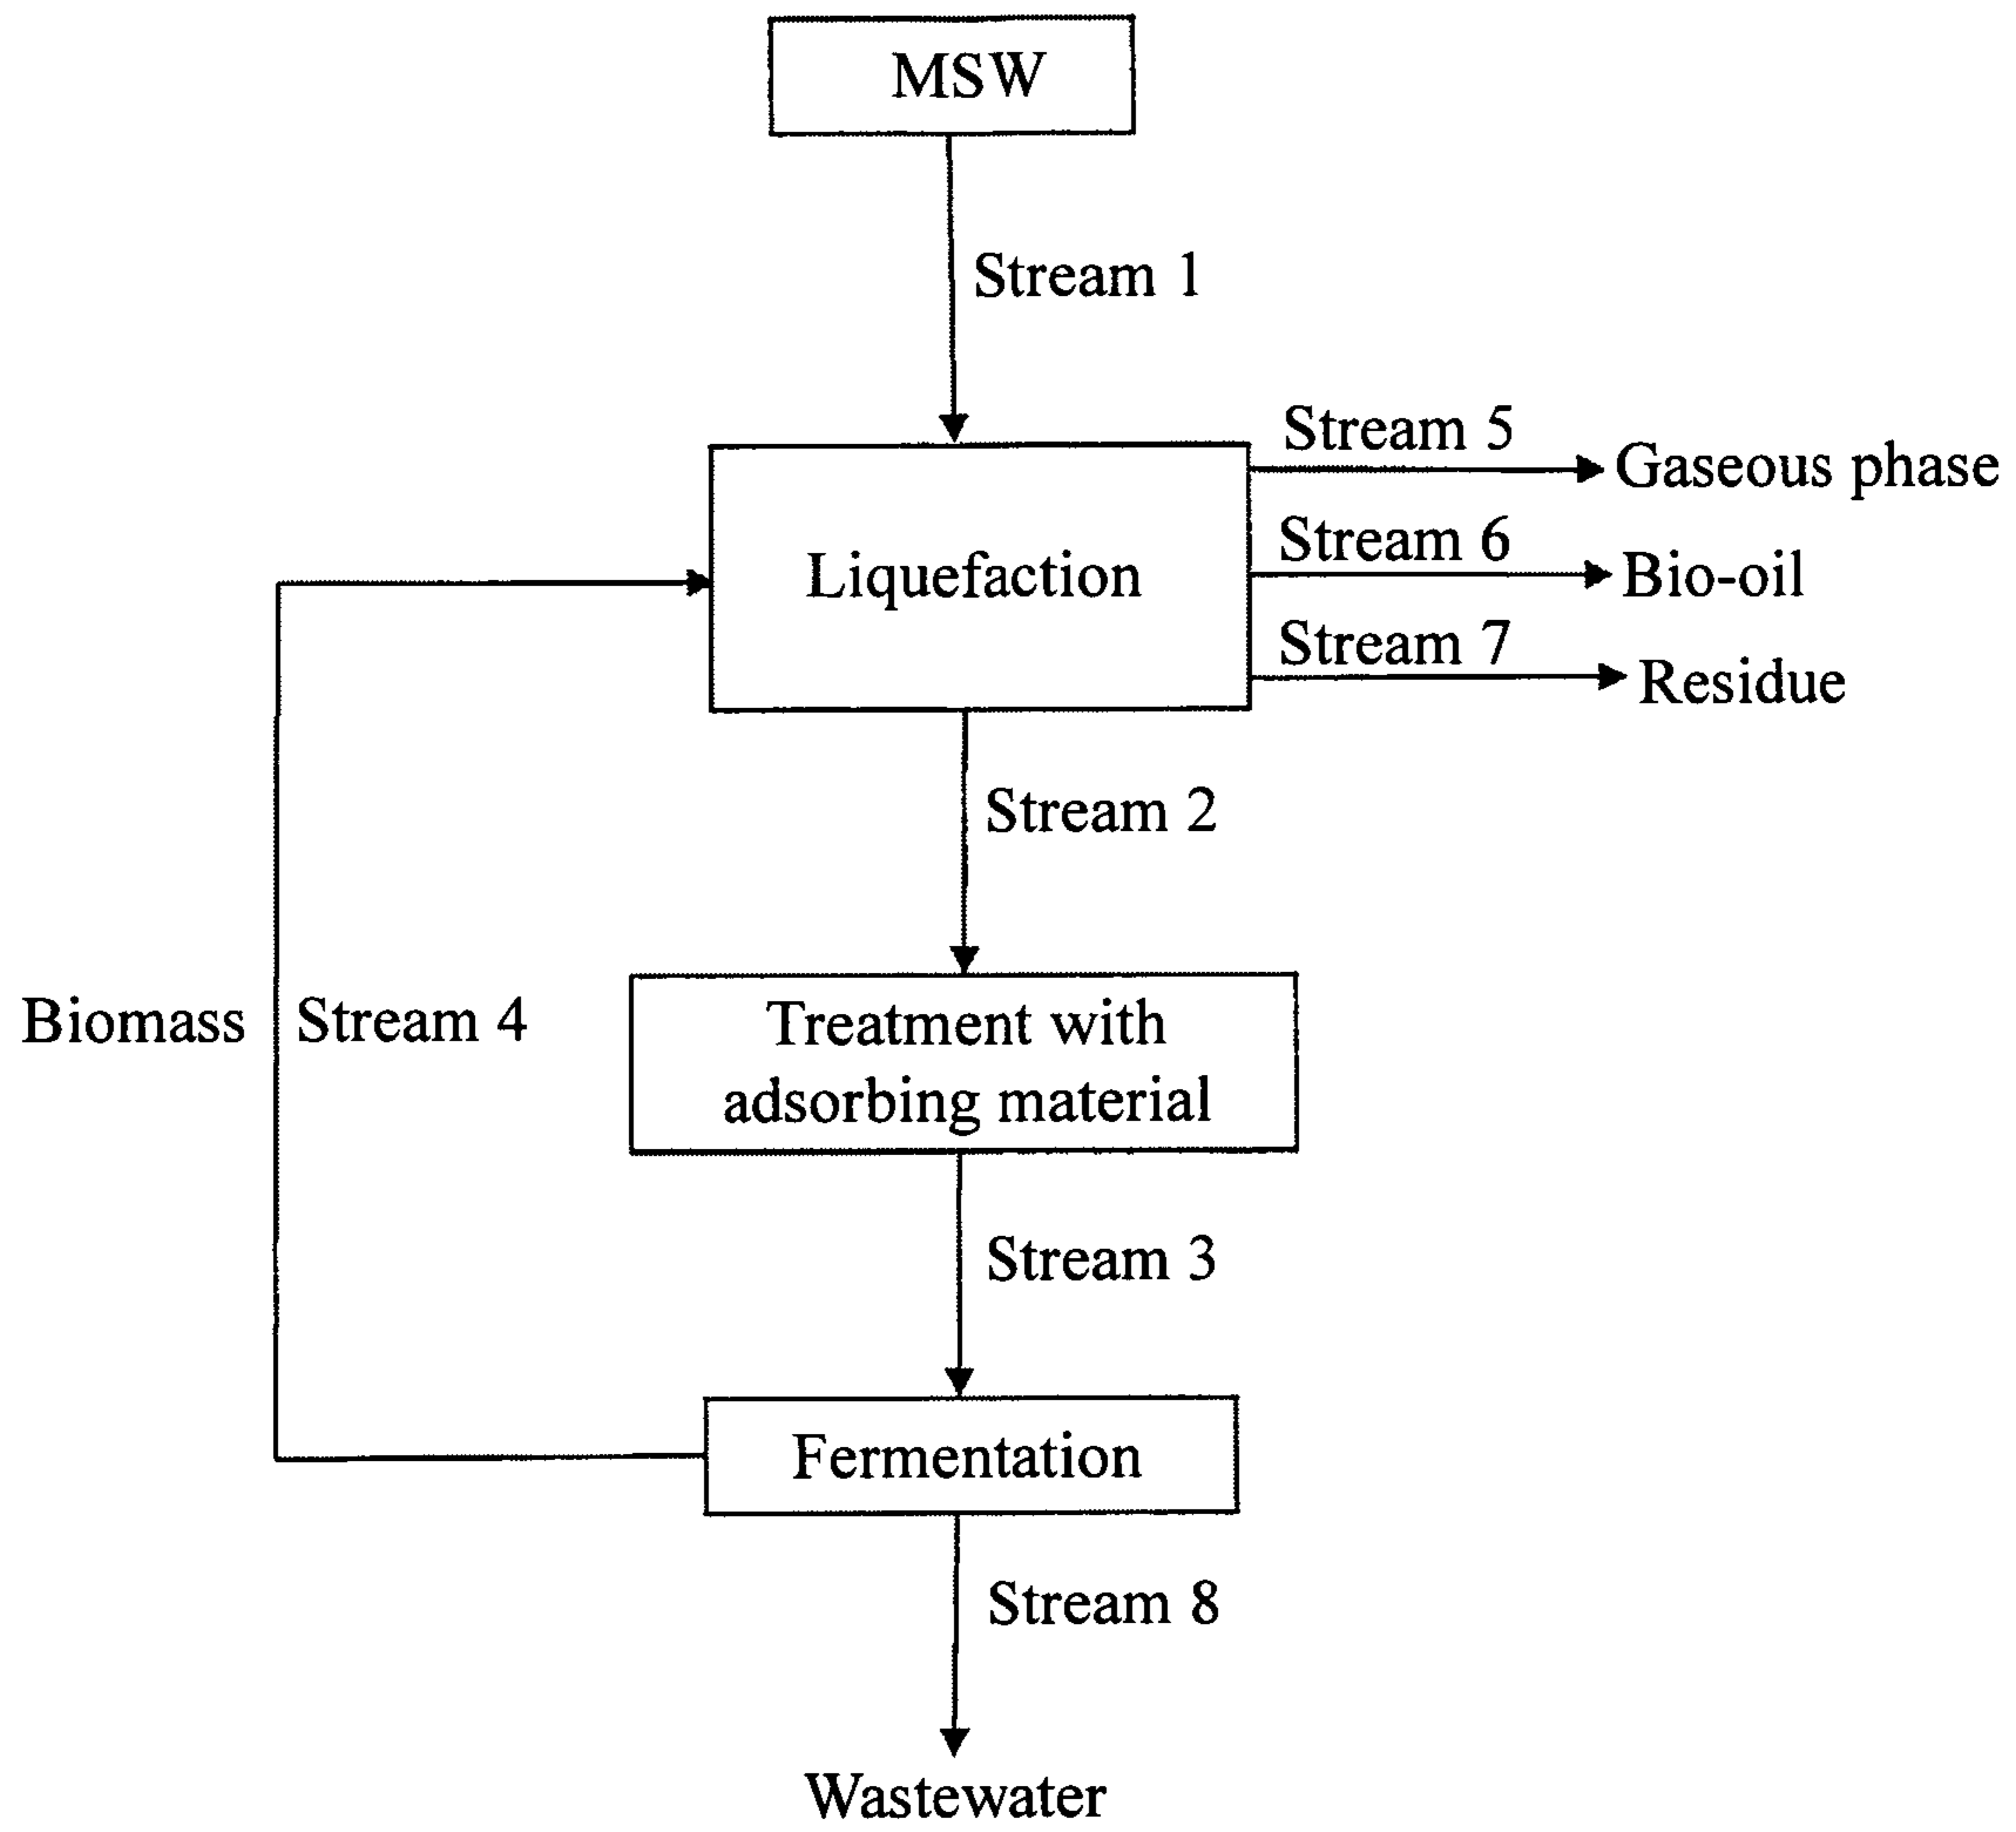 MSW
Stream 1
Stream 5
Gaseous phase
Stream 6
Liquefaction
Bio-oil
Stream 7
Residue
Stream 2
Biomass
Stream 4
Treatment with
adsorbing material
Stream 3
Fermentation
Stream 8
Wastewater